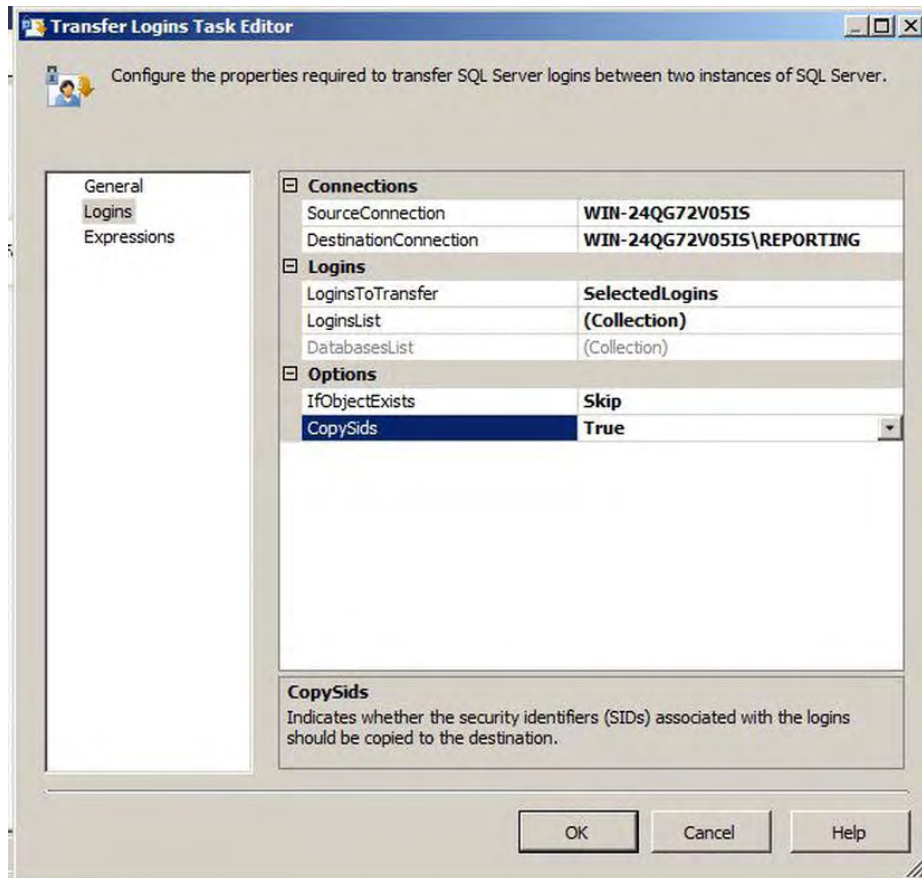 Transfer Logins Task Editor
Configure the properties required to transfer SQL Server logins between two instances of SQL Server.
General
Logins
Expressions
Connections
SourceConnection WIN-24QG72V05IS
DestinationConnection WIN-24QG72V05IS\REPORTING
Logins
LoginsToTransfer SelectedLogins
LoginsList (Collection)
DatabasesList (Collection)
Options
IfObjectExists Skip
CopySids True
CopySids
Indicates whether the security identifiers (SIDs) associated with the logins
should be copied to the destination.
OK Cancel Help